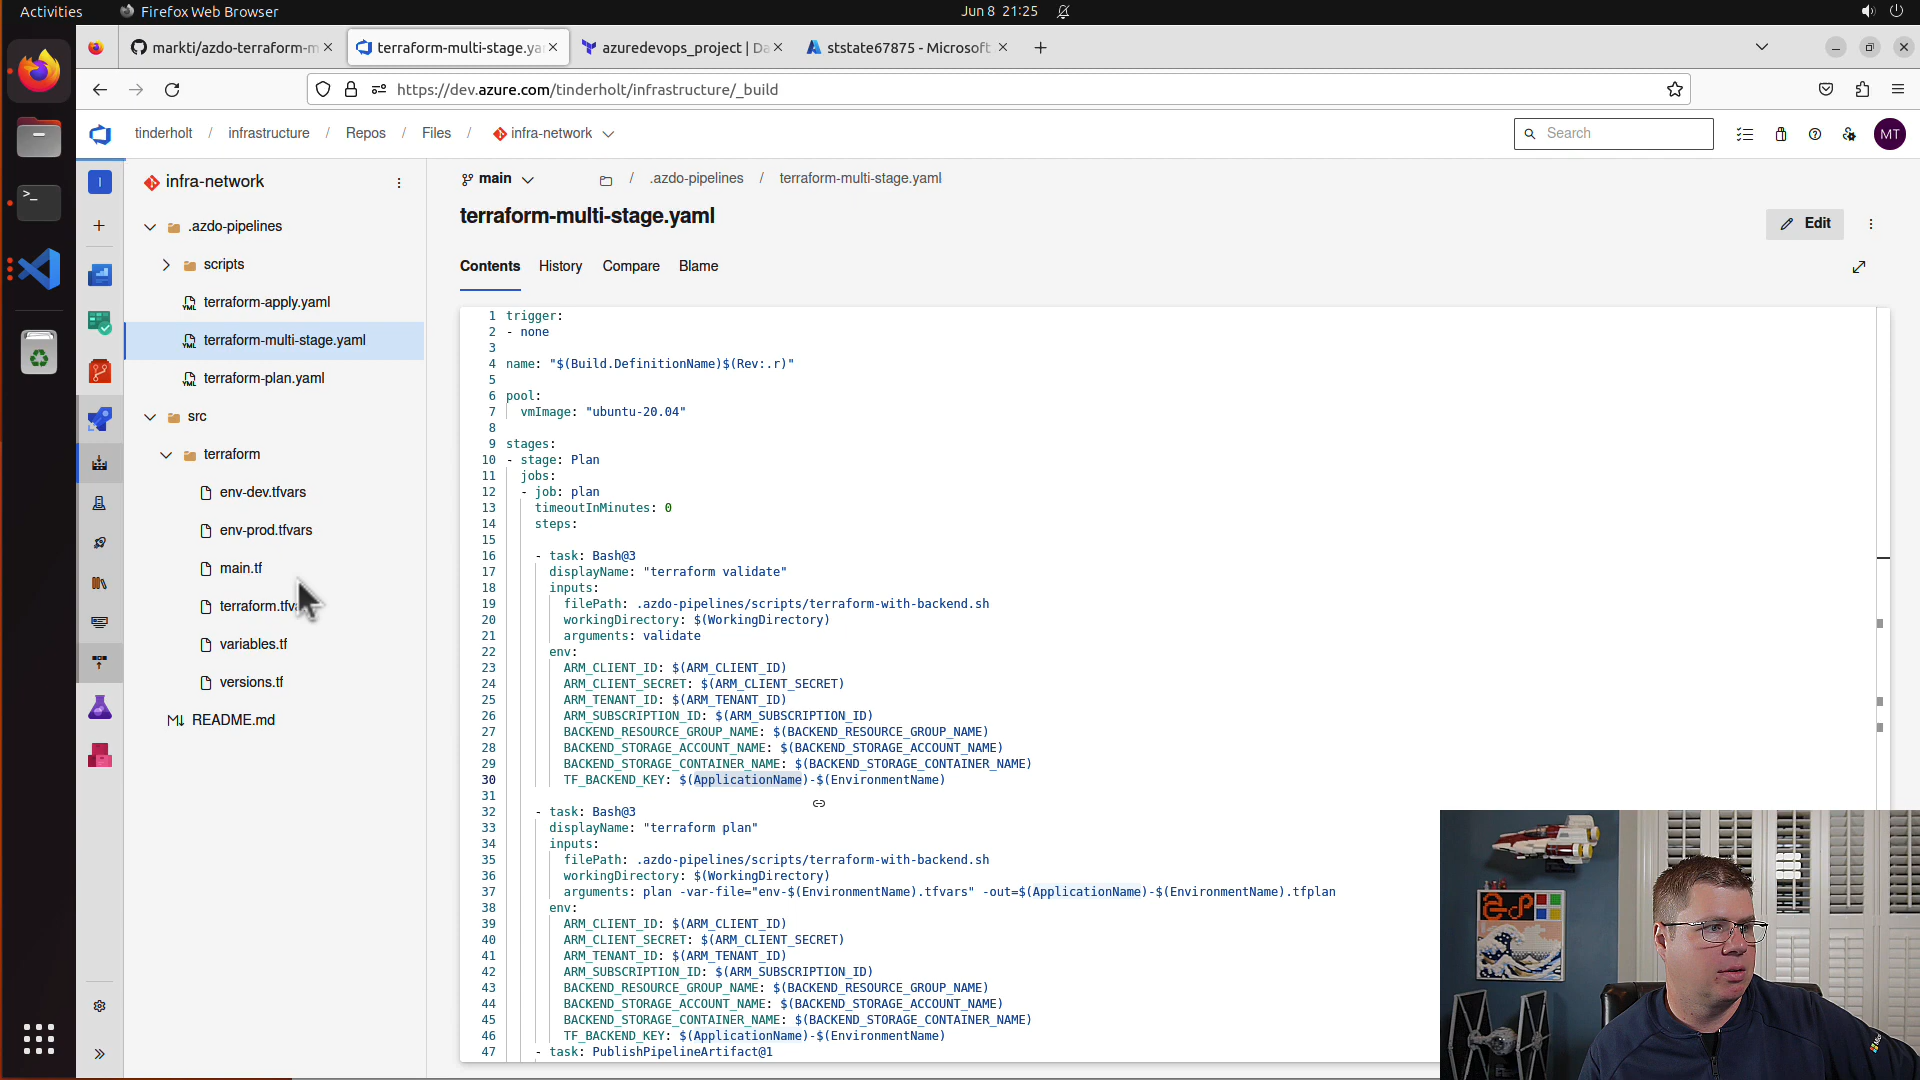 Activities
Firefox Web Browser
Jun 8 21:25
markti/azdo-terraform-m
terraform-multi-stage.ya
azuredevops_project | Da
ststate67875 - Microsoft
https://dev.azure.com/tinderholt/infrastructure/_build
tinderholt / infrastructure / Repos / Files / infra-network
Search
MT
I
infra-network
.azdo-pipelines
scripts
terraform-apply.yaml
terraform-multi-stage.yaml
terraform-plan.yaml
src
terraform
env-dev.tfvars
env-prod.tfvars
main.tf
terraform.tfva
variables.tf
versions.tf
README.md
main
/ .azdo-pipelines / terraform-multi-stage.yaml
terraform-multi-stage.yaml
Edit
Contents History Compare Blame
1 trigger:
2 - none
3
4 name: "$(Build.DefinitionName)$(Rev:.r)"
5
6 pool:
7 vmImage: "ubuntu-20.04"
8
9 stages:
10 - stage: Plan
11 jobs:
12 - job: plan
13 timeoutInMinutes: 0
14 steps:
15
16 - task: Bash@3
17 displayName: "terraform validate"
18 inputs:
19 filePath: .azdo-pipelines/scripts/terraform-with-backend.sh
20 workingDirectory: $(WorkingDirectory)
21 arguments: validate
22 env:
23 ARM_CLIENT_ID: $(ARM_CLIENT_ID)
24 ARM_CLIENT_SECRET: $(ARM_CLIENT_SECRET)
25 ARM_TENANT_ID: $(ARM_TENANT_ID)
26 ARM_SUBSCRIPTION_ID: $(ARM_SUBSCRIPTION_ID)
27 BACKEND_RESOURCE_GROUP_NAME: $(BACKEND_RESOURCE_GROUP_NAME)
28 BACKEND_STORAGE_ACCOUNT_NAME: $(BACKEND_STORAGE_ACCOUNT_NAME)
29 BACKEND_STORAGE_CONTAINER_NAME: $(BACKEND_STORAGE_CONTAINER_NAME)
30 TF_BACKEND_KEY: $(ApplicationName)-$(EnvironmentName)
31
32 - task: Bash@3
33 displayName: "terraform plan"
34 inputs:
35 filePath: .azdo-pipelines/scripts/terraform-with-backend.sh
36 workingDirectory: $(WorkingDirectory)
37 arguments: plan -var-file="env-$(EnvironmentName).tfvars" -out=$(ApplicationName)-$(EnvironmentName).tfplan
38 env:
39 ARM_CLIENT_ID: $(ARM_CLIENT_ID)
40 ARM_CLIENT_SECRET: $(ARM_CLIENT_SECRET)
41 ARM_TENANT_ID: $(ARM_TENANT_ID)
42 ARM_SUBSCRIPTION_ID: $(ARM_SUBSCRIPTION_ID)
43 BACKEND_RESOURCE_GROUP_NAME: $(BACKEND_RESOURCE_GROUP_NAME)
44 BACKEND_STORAGE_ACCOUNT_NAME: $(BACKEND_STORAGE_ACCOUNT_NAME)
45 BACKEND_STORAGE_CONTAINER_NAME: $(BACKEND_STORAGE_CONTAINER_NAME)
46 TF_BACKEND_KEY: $(ApplicationName)-$(EnvironmentName)
47 - task: PublishPipelineArtifact@1